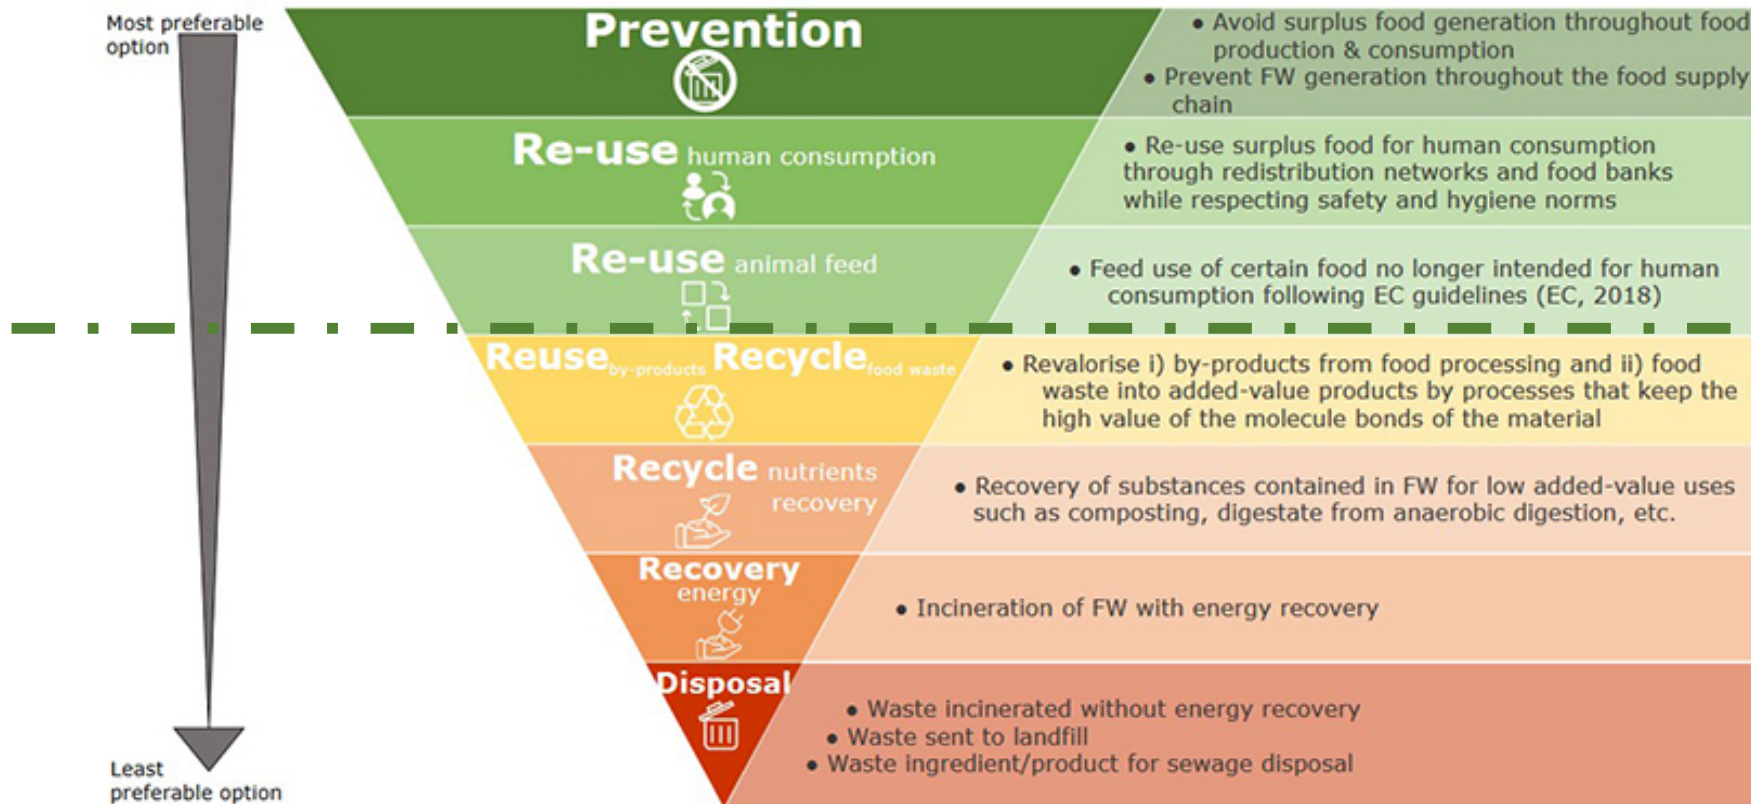 Most preferable
option
Prevention
• Avoid surplus food generation throughout food
production & consumption
• Prevent FW generation throughout the food supply
chain
Re-use human consumption
• Re-use surplus food for human consumption
through redistribution networks and food banks
while respecting safety and hygiene norms
Re-use animal feed
• Feed use of certain food no longer intended for human
consumption following EC guidelines (EC, 2018)
Reuse by-products Recycle food waste
• Revalorise i) by-products from food processing and ii) food
waste into added-value products by processes that keep the
high value of the molecule bonds of the material
Recycle nutrients
recovery
• Recovery of substances contained in FW for low added-value uses
such as composting, digestate from anaerobic digestion, etc.
Recovery
energy
• Incineration of FW with energy recovery
Disposal
• Waste incinerated without energy recovery
• Waste sent to landfill
• Waste ingredient/product for sewage disposal
Least
preferable option